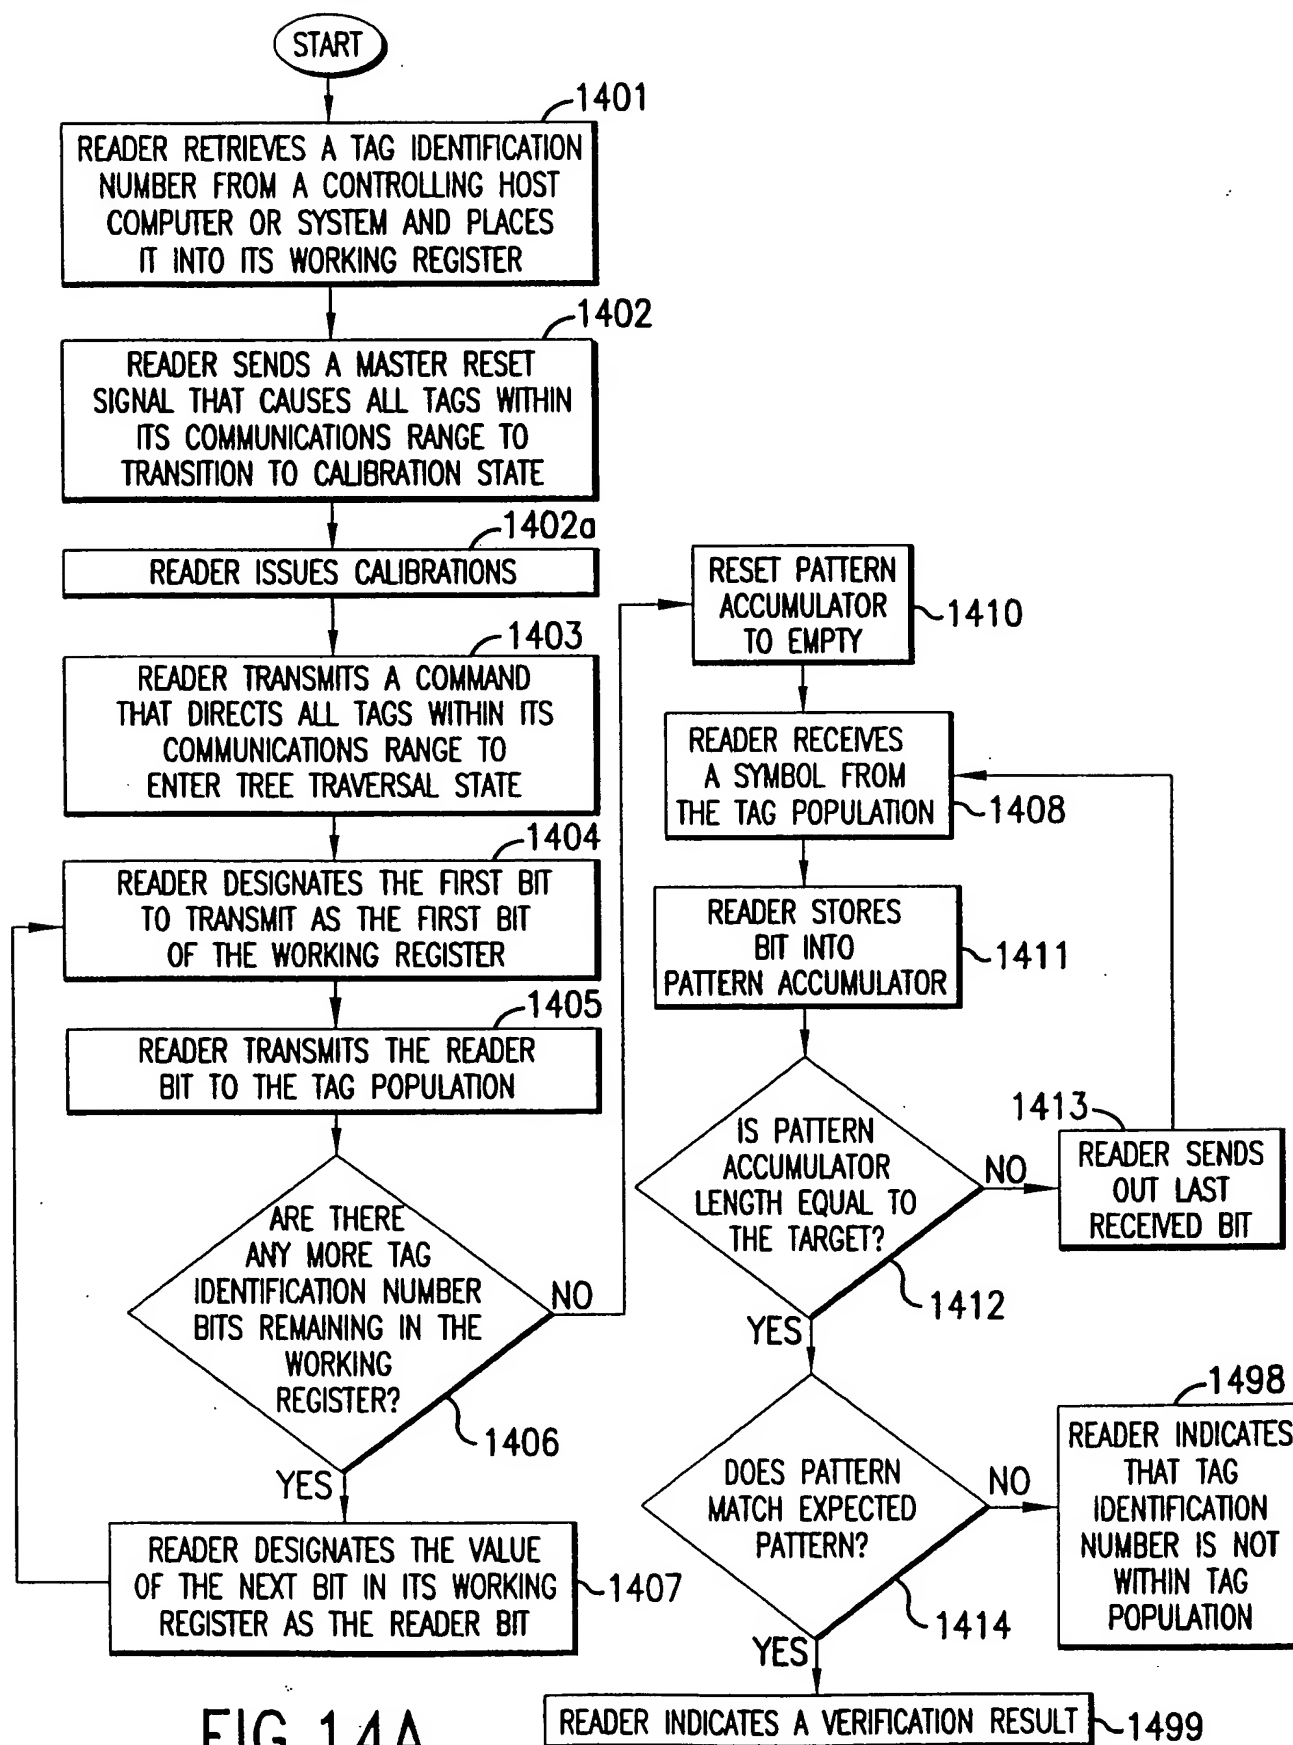 START
1401
READER RETRIEVES A TAG IDENTIFICATION
NUMBER FROM A CONTROLLING HOST
COMPUTER OR SYSTEM AND PLACES
IT INTO ITS WORKING REGISTER
1402
READER SENDS A MASTER RESET
SIGNAL THAT CAUSES ALL TAGS WITHIN
ITS COMMUNICATIONS RANGE TO
TRANSITION TO CALIBRATION STATE
1402a
READER ISSUES CALIBRATIONS
1403
READER TRANSMITS A COMMAND
THAT DIRECTS ALL TAGS WITHIN ITS
COMMUNICATIONS RANGE TO
ENTER TREE TRAVERSAL STATE
1404
READER DESIGNATES THE FIRST BIT
TO TRANSMIT AS THE FIRST BIT
OF THE WORKING REGISTER
1405
READER TRANSMITS THE READER
BIT TO THE TAG POPULATION
ARE THERE
ANY MORE TAG
IDENTIFICATION NUMBER
BITS REMAINING IN THE
WORKING
REGISTER?
NO
1406
YES
READER DESIGNATES THE VALUE
OF THE NEXT BIT IN ITS WORKING
REGISTER AS THE READER BIT
1407
RESET PATTERN
ACCUMULATOR
TO EMPTY
1410
READER RECEIVES
A SYMBOL FROM
THE TAG POPULATION
1408
READER STORES
BIT INTO
PATTERN ACCUMULATOR
1411
IS PATTERN
ACCUMULATOR
LENGTH EQUAL TO
THE TARGET?
NO
1412
YES
1413
READER SENDS
OUT LAST
RECEIVED BIT
DOES PATTERN
MATCH EXPECTED
PATTERN?
NO
1414
YES
1498
READER INDICATES
THAT TAG
IDENTIFICATION
NUMBER IS NOT
WITHIN TAG
POPULATION
READER INDICATES A VERIFICATION RESULT
1499
FIG.14A